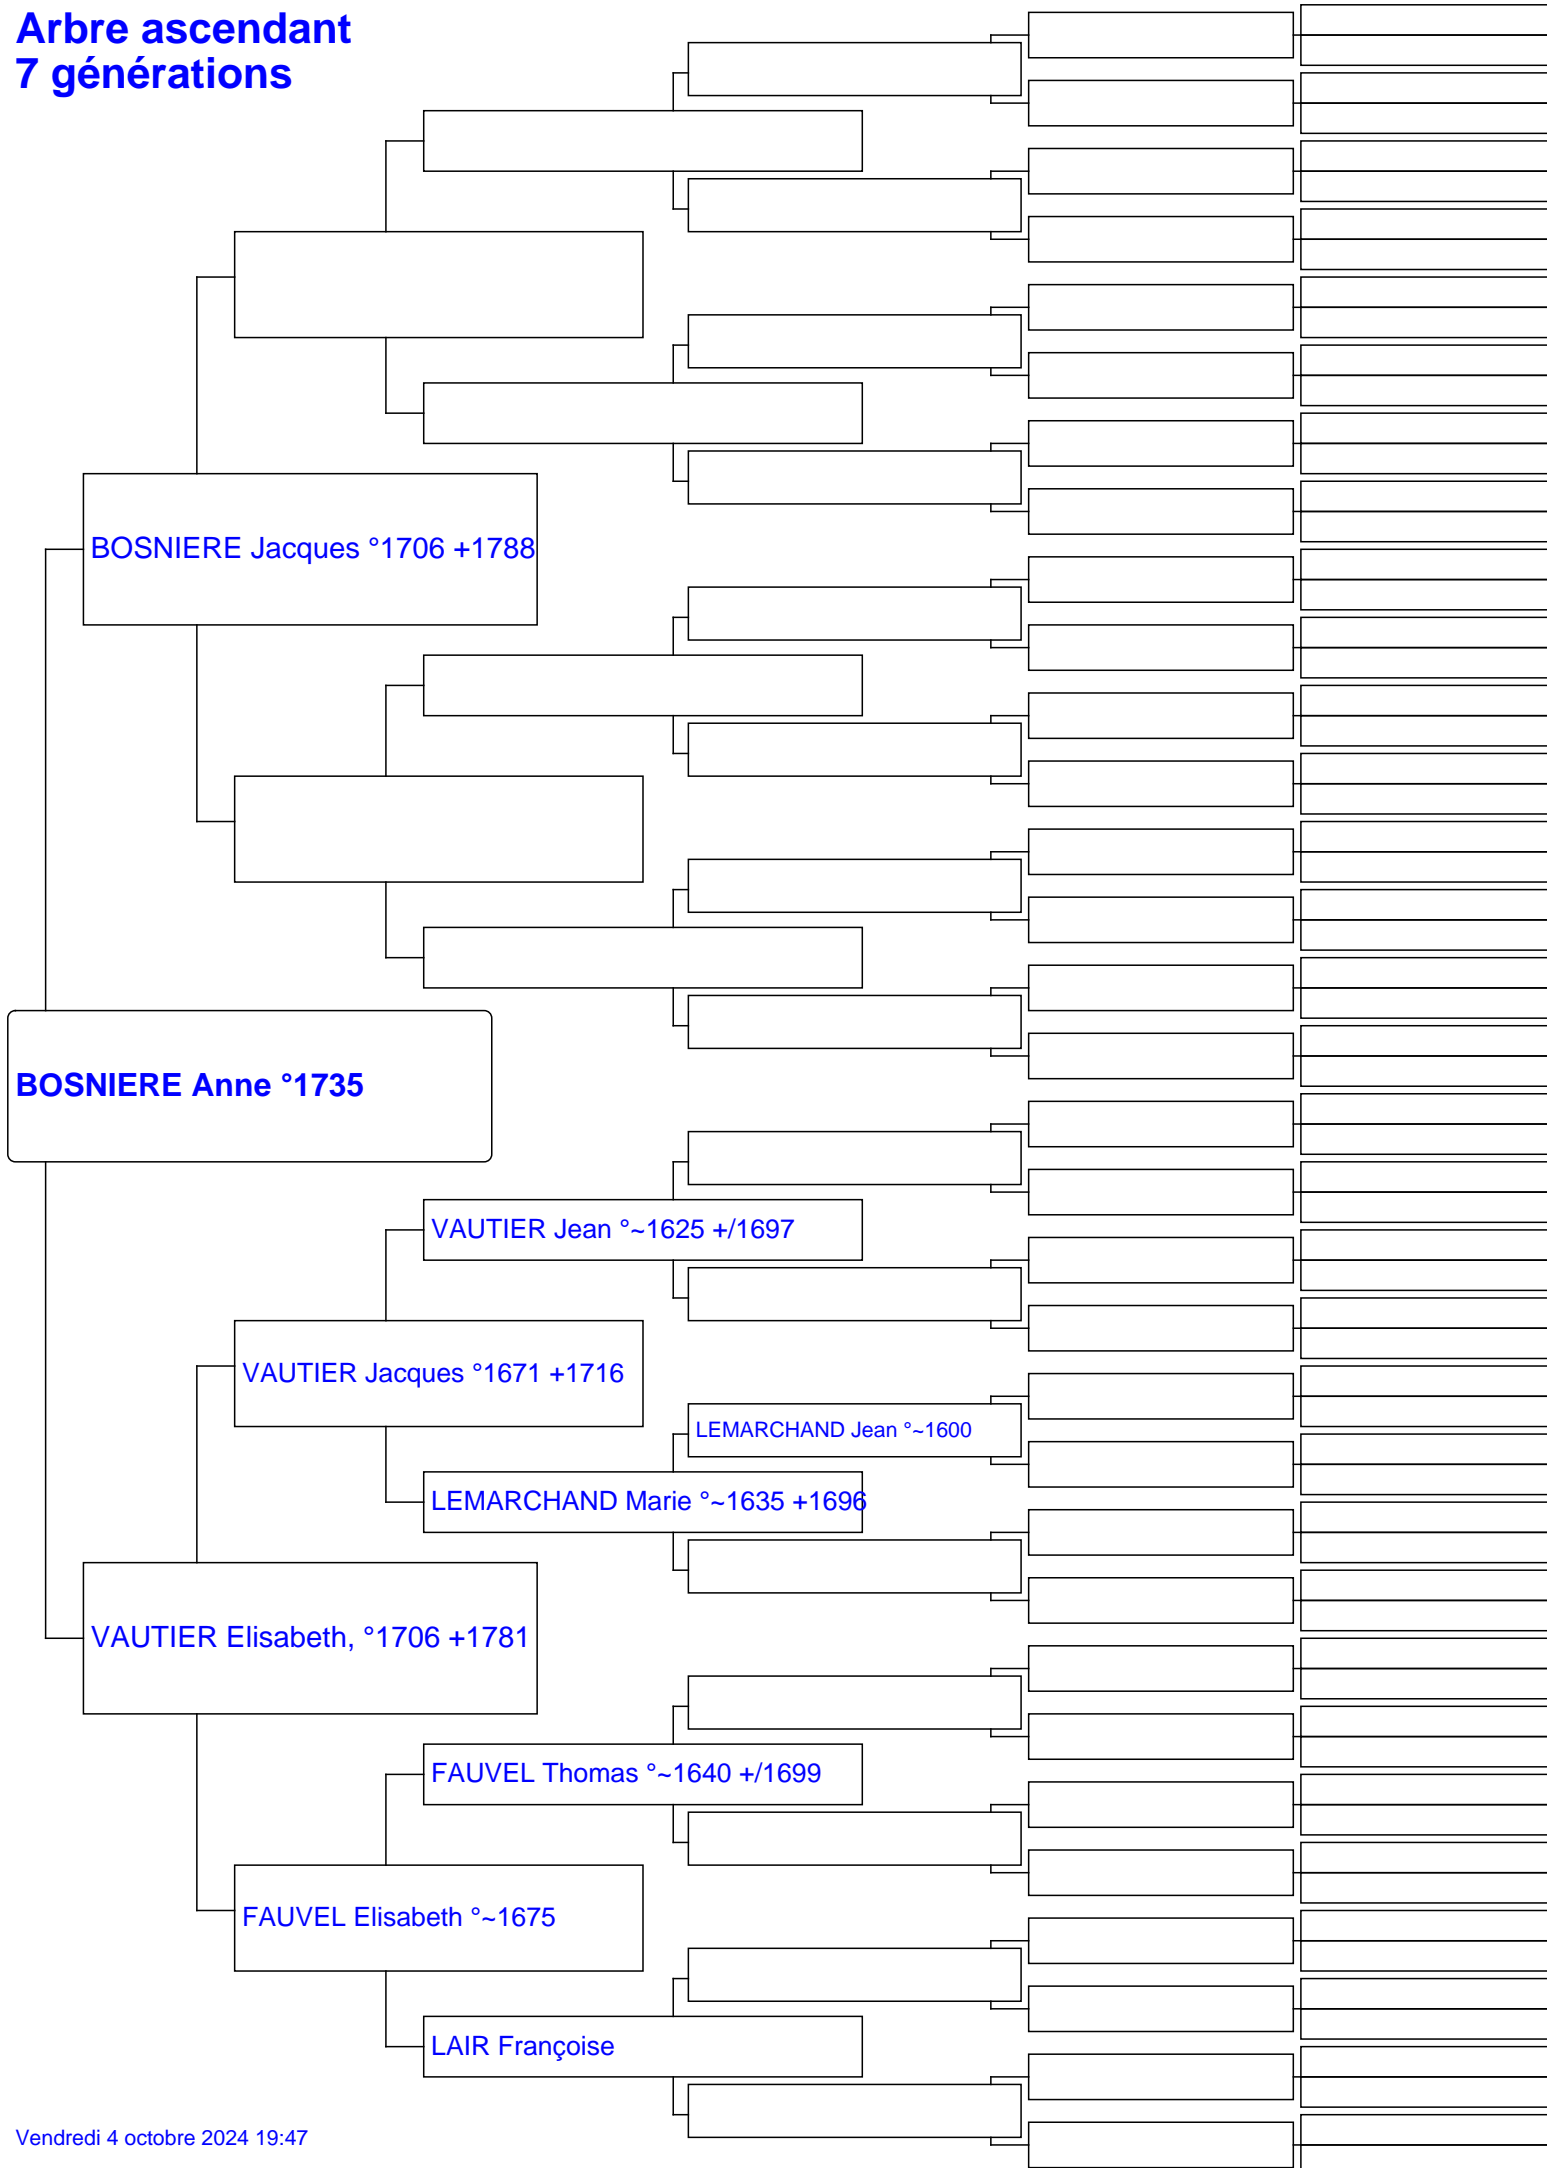 Arbre ascendant
7 générations
BOSNIERE Jacques °1706 +1788
BOSNIERE Anne °1735
VAUTIER Jean °~1625 +/1697
VAUTIER Jacques °1671 +1716
LEMARCHAND Jean °~1600
LEMARCHAND Marie °~1635 +1696
VAUTIER Elisabeth, °1706 +1781
FAUVEL Thomas °~1640 +/1699
FAUVEL Elisabeth °~1675
LAIR Françoise
Vendredi 4 octobre 2024 19:47